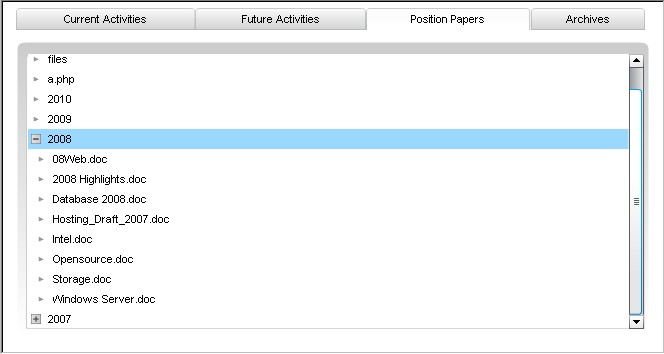 Current Activities
Future Activities
Position Papers
Archives
files
a.php
2010
2009
2008
08Web.doc
2008 Highlights.doc
Database 2008.doc
Hosting_Draft_2007.doc
Intel.doc
Opensource.doc
Storage.doc
Windows Server.doc
2007